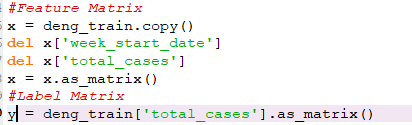 #Feature Matrix
x = deng_train.copy()
del x['week_start_date']
del x['total_cases']
x = x.as_matrix()
#Label Matrix
y = deng_train['total_cases'].as_matrix()